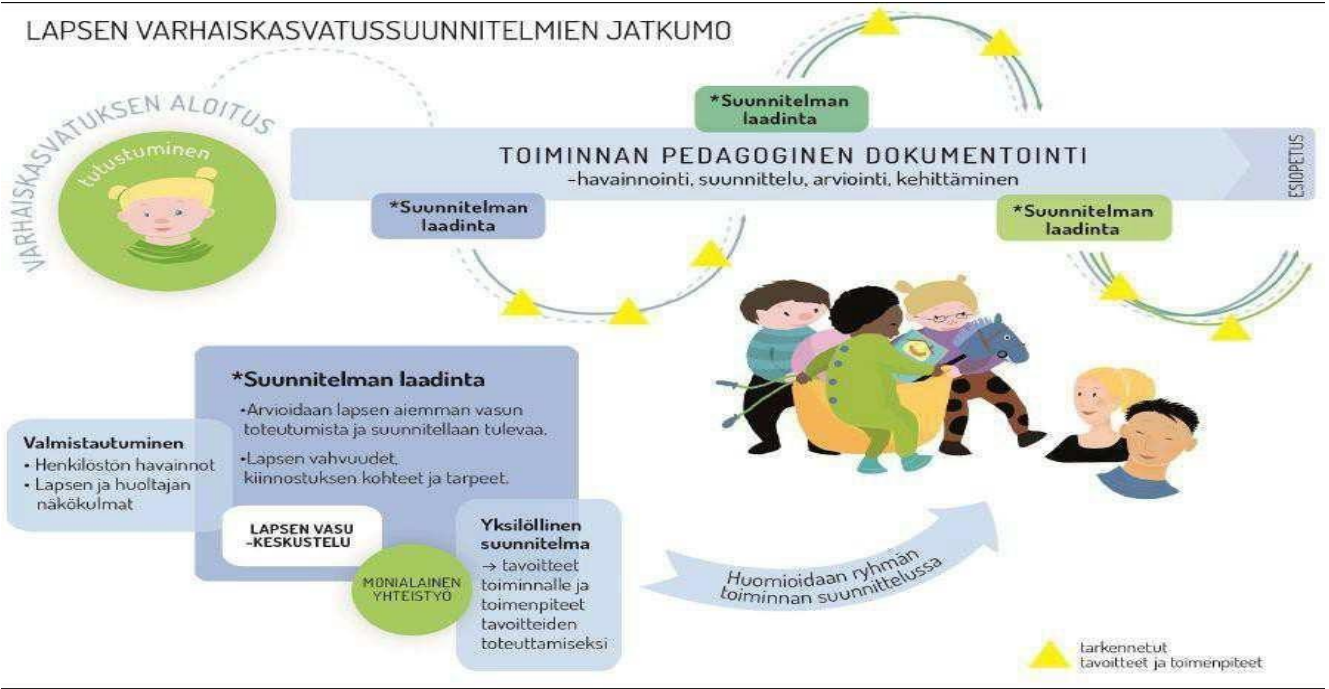 LAPSEN VARHAISKASVATUSSUUNNITELMIEN JATKUMO
VARHAISKASVATUKSEN ALOITUS
tutustuminen
*Suunnitelman
laadinta
TOIMINNAN PEDAGOGINEN DOKUMENTOINTI
-havainnointi, suunnittelu, arviointi, kehittäminen
ESIOPETUS
*Suunnitelman
laadinta
*Suunnitelman
laadinta
*Suunnitelman laadinta
•Arvioidaan lapsen aiemman vasun
toteutumista ja suunnitellaan tulevaa.
•Lapsen vahvuudet,
kiinnostuksen kohteet ja tarpeet.
Valmistautuminen
• Henkilöstön havainnot
• Lapsen ja huoltajan
näkökulmat
LAPSEN VASU
-KESKUSTELU
MONIALAINEN
YHTEISTYÖ
Yksilöllinen
suunnitelma
→ tavoitteet
toiminnalle ja
toimenpiteet
tavoitteiden
toteuttamiseksi
Huomioidaan ryhmän
toiminnan suunnittelussa
tarkennetut
tavoitteet ja toimenpiteet